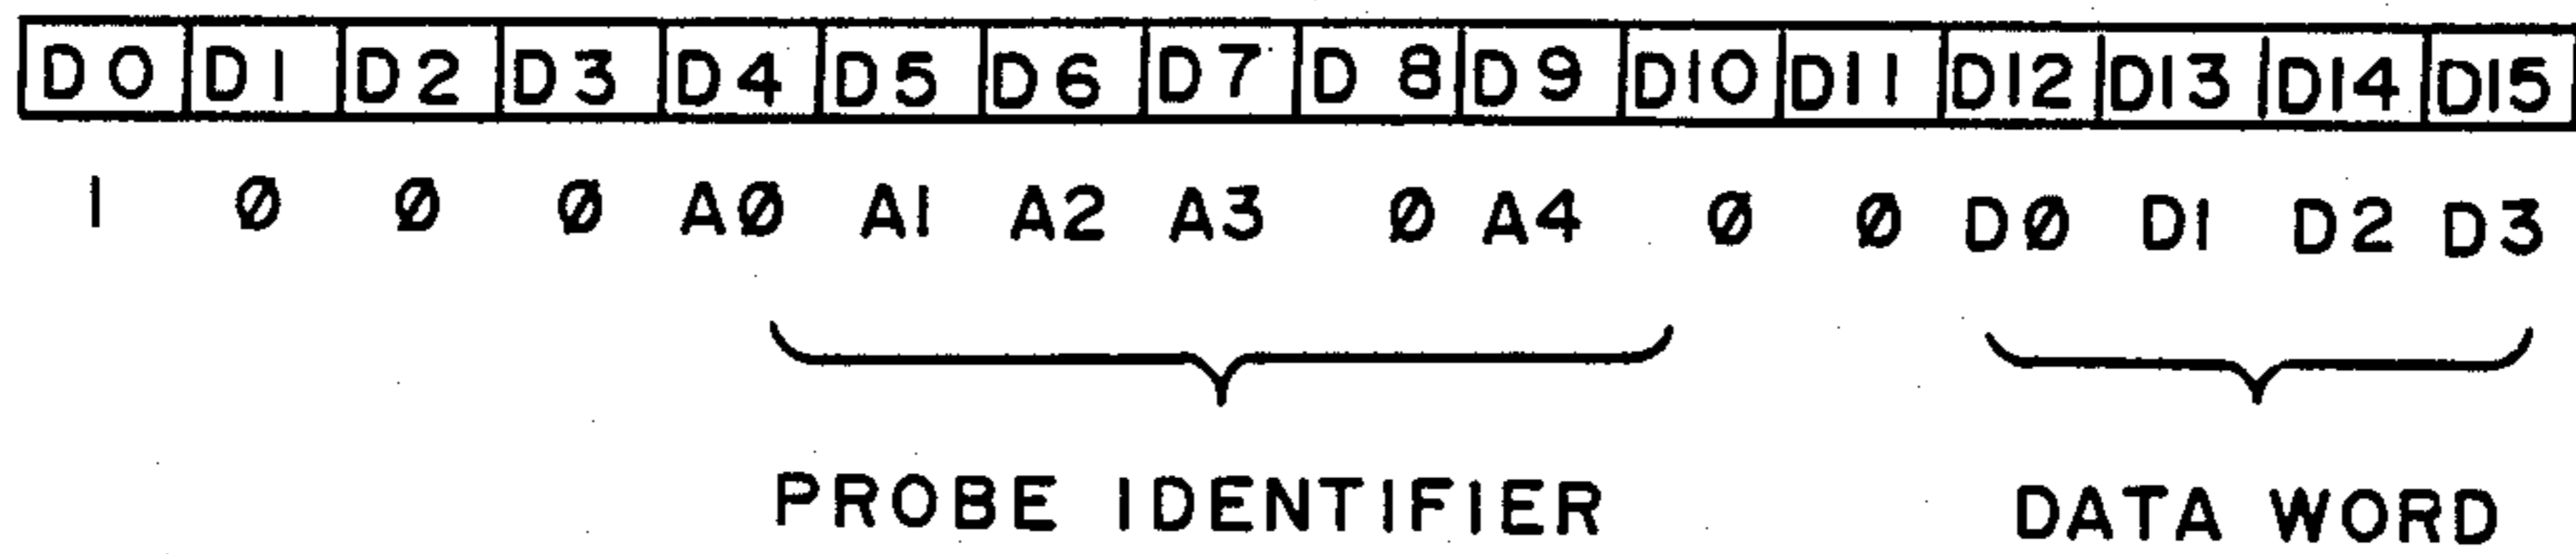 D0 D1 D2 D3 D4 D5 D6 D7 D8 D9 D10 D11 D12 D13 D14 D15
1 Ø Ø Ø AØ A1 A2 A3 Ø A4 Ø Ø DØ D1 D2 D3
PROBE IDENTIFIER DATA WORD